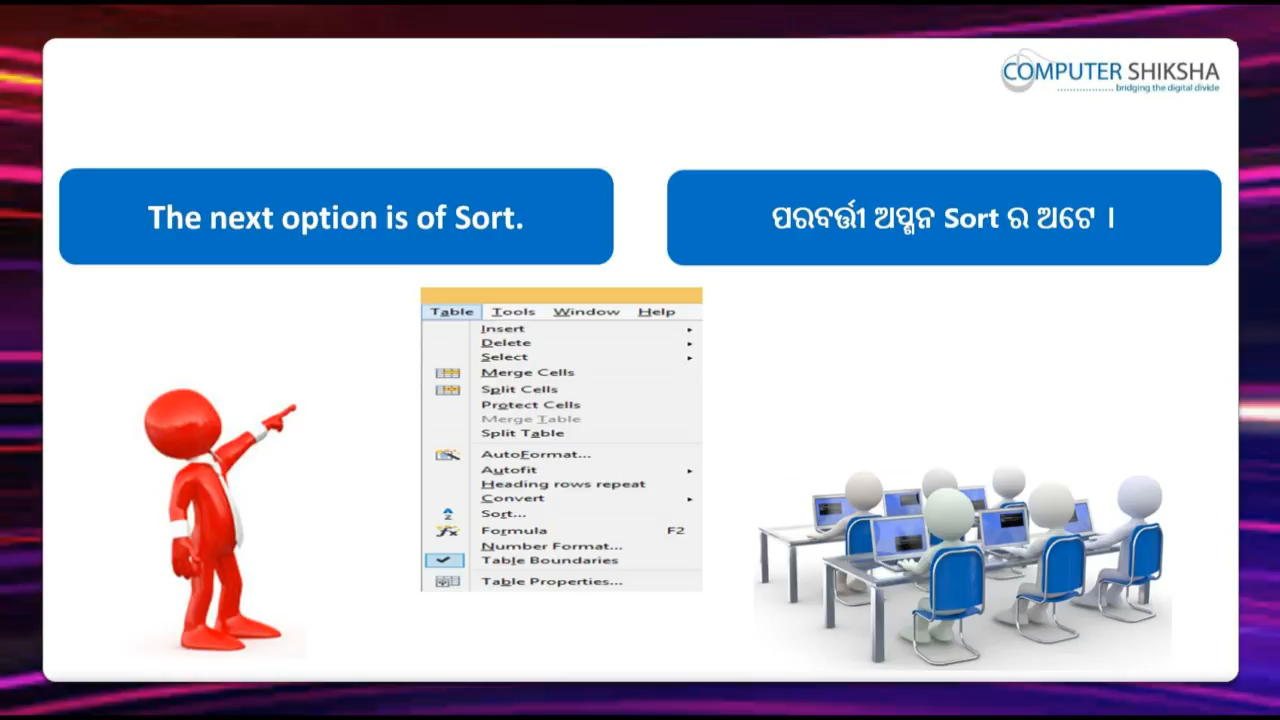 COMPUTER SHIKSHA
bridging the digital divide
The next option is of Sort.
ପରବର୍ତ୍ତୀ ଅପ୍ସନ Sort ର ଅଟେ ।
Table Tools Window Help
Insert
Delete
Select
Merge Cells
Split Cells
Protect Cells
Merge Table
Split Table
AutoFormat...
Autofit
Heading rows repeat
Convert
Sort...
Formula F2
Number Format...
Table Boundaries
Table Properties...